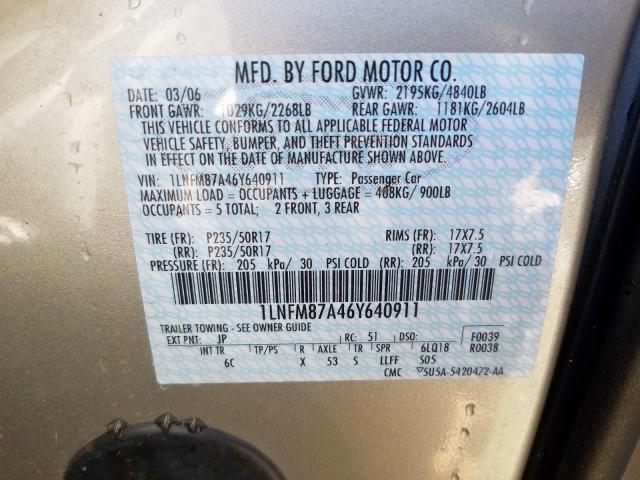 MFD. BY FORD MOTOR CO.
DATE: 03/06 GVWR: 2195KG/4840LB
FRONT GAWR: 1029KG/2268LB REAR GAWR: 1181KG/2604LB
THIS VEHICLE CONFORMS TO ALL APPLICABLE FEDERAL MOTOR
VEHICLE SAFETY, BUMPER, AND THEFT PREVENTION STANDARDS
IN EFFECT ON THE DATE OF MANUFACTURE SHOWN ABOVE.
VIN: 1LNFM87A46Y640911 TYPE: Passenger Car
MAXIMUM LOAD = OCCUPANTS + LUGGAGE = 408KG/ 900LB
OCCUPANTS = 5 TOTAL; 2 FRONT, 3 REAR
TIRE (FR): P235/50R17 RIMS (FR): 17X7.5
(RR): P235/50R17 (RR): 17X7.5
PRESSURE (FR): 205 kPa/ 30 PSI COLD (RR): 205 kPa/ 30 PSI COLD
1LNFM87A46Y640911
TRAILER TOWING - SEE OWNER GUIDE
EXT PNT: JP RC: 51 DSO: F0039
INT TR TP/PS R AXLE TR SPR 6LQ18 R0038
6C X 53 S LLFF S05
CMC 5U5A-5420472-AA